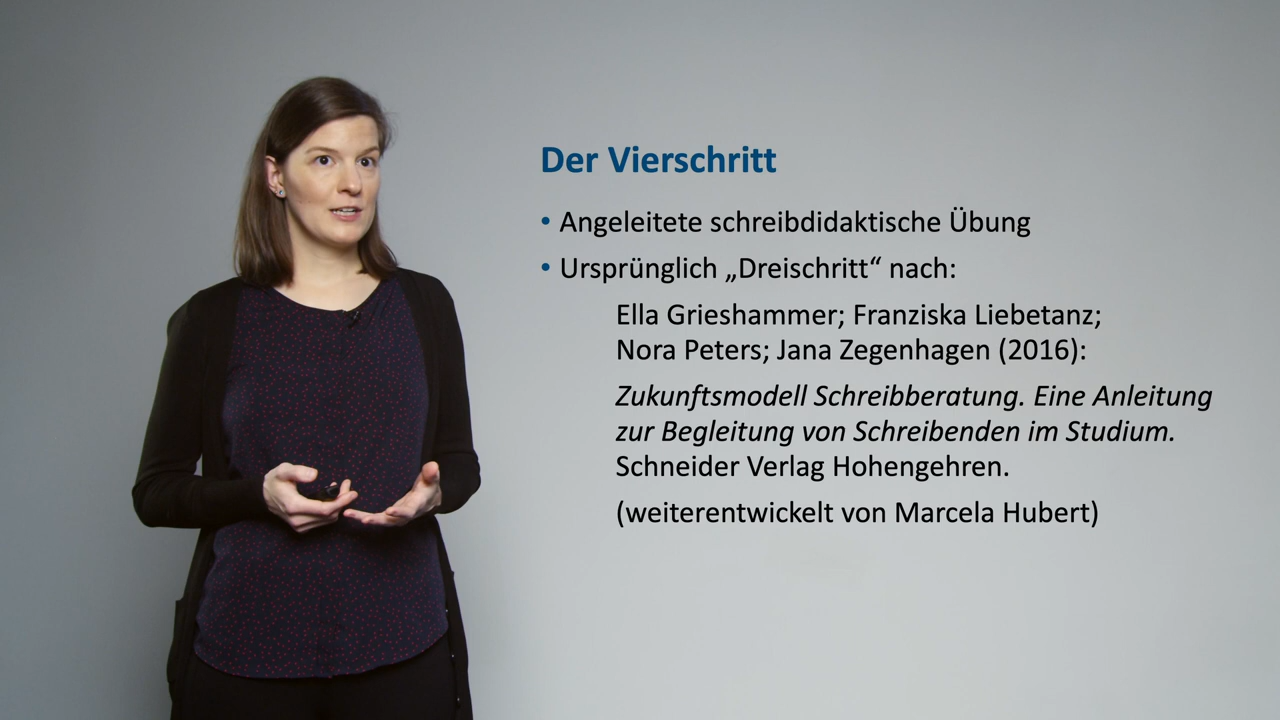 Der Vierschritt
• Angeleitete schreibdidaktische Übung
• Ursprünglich „Dreischritt“ nach:
Ella Grieshammer; Franziska Liebetanz;
Nora Peters; Jana Zegenhagen (2016):
Zukunftsmodell Schreibberatung. Eine Anleitung
zur Begleitung von Schreibenden im Studium.
Schneider Verlag Hohengehren.
(weiterentwickelt von Marcela Hubert)